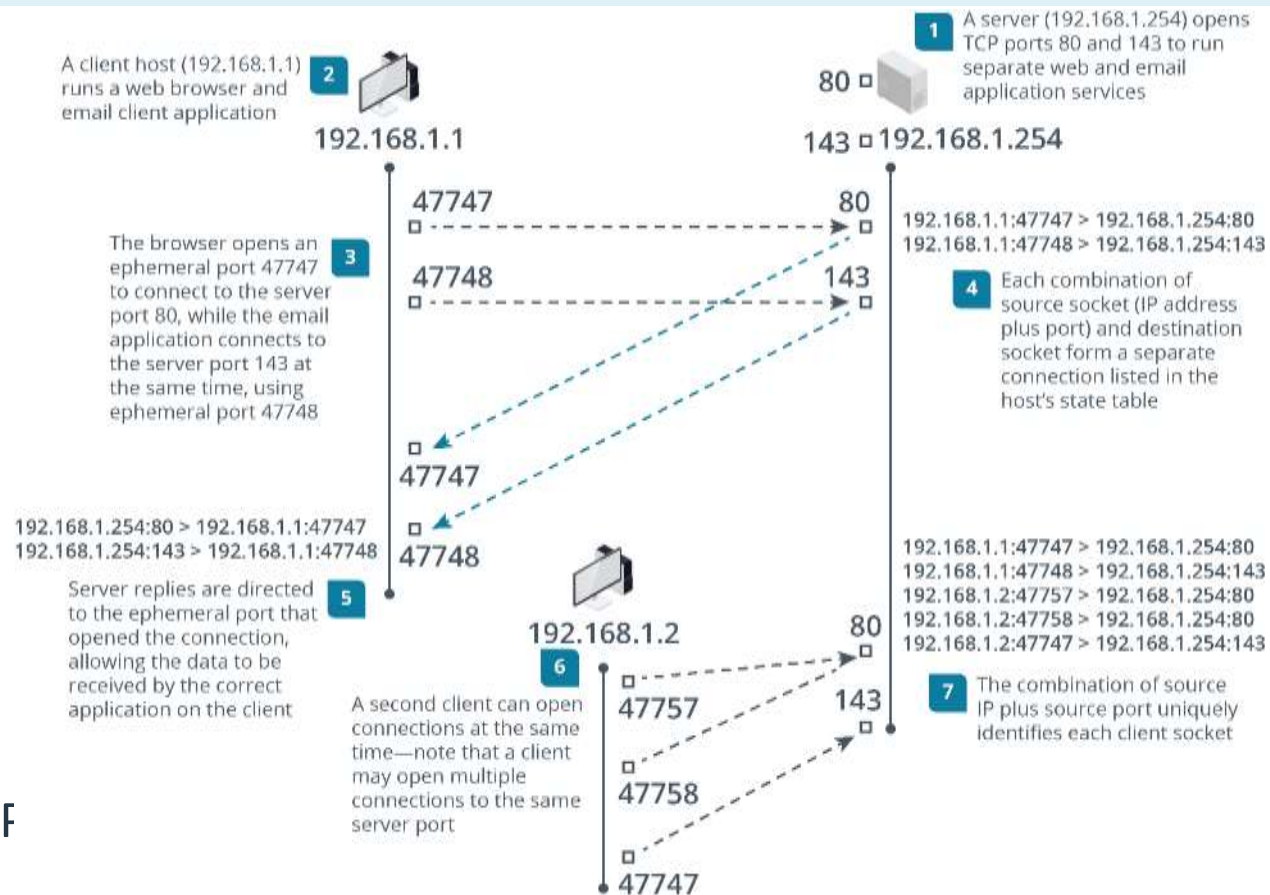 1
A server (192.168.1.254) opens
TCP ports 80 and 143 to run
separate web and email
application services
2
A client host (192.168.1.1)
runs a web browser and
email client application
80
192.168.1.1
143
192.168.1.254
47747
80
47748
143
3
The browser opens an
ephemeral port 47747
to connect to the server
port 80, while the email
application connects to
the server port 143 at
the same time, using
ephemeral port 47748
192.168.1.1:47747 > 192.168.1.254:80
192.168.1.1:47748 > 192.168.1.254:143
4
Each combination of
source socket (IP address
plus port) and destination
socket form a separate
connection listed in the
host's state table
47747
47748
192.168.1.254:80 > 192.168.1.1:47747
192.168.1.254:143 > 192.168.1.1:47748
5
Server replies are directed
to the ephemeral port that
opened the connection,
allowing the data to be
received by the correct
application on the client
192.168.1.2
6
A second client can open
connections at the same
time—note that a client
may open multiple
connections to the same
server port
47757
47758
47747
80
143
192.168.1.1:47747 > 192.168.1.254:80
192.168.1.1:47748 > 192.168.1.254:143
192.168.1.2:47757 > 192.168.1.254:80
192.168.1.2:47758 > 192.168.1.254:80
192.168.1.2:47747 > 192.168.1.254:143
7
The combination of source
IP plus source port uniquely
identifies each client socket